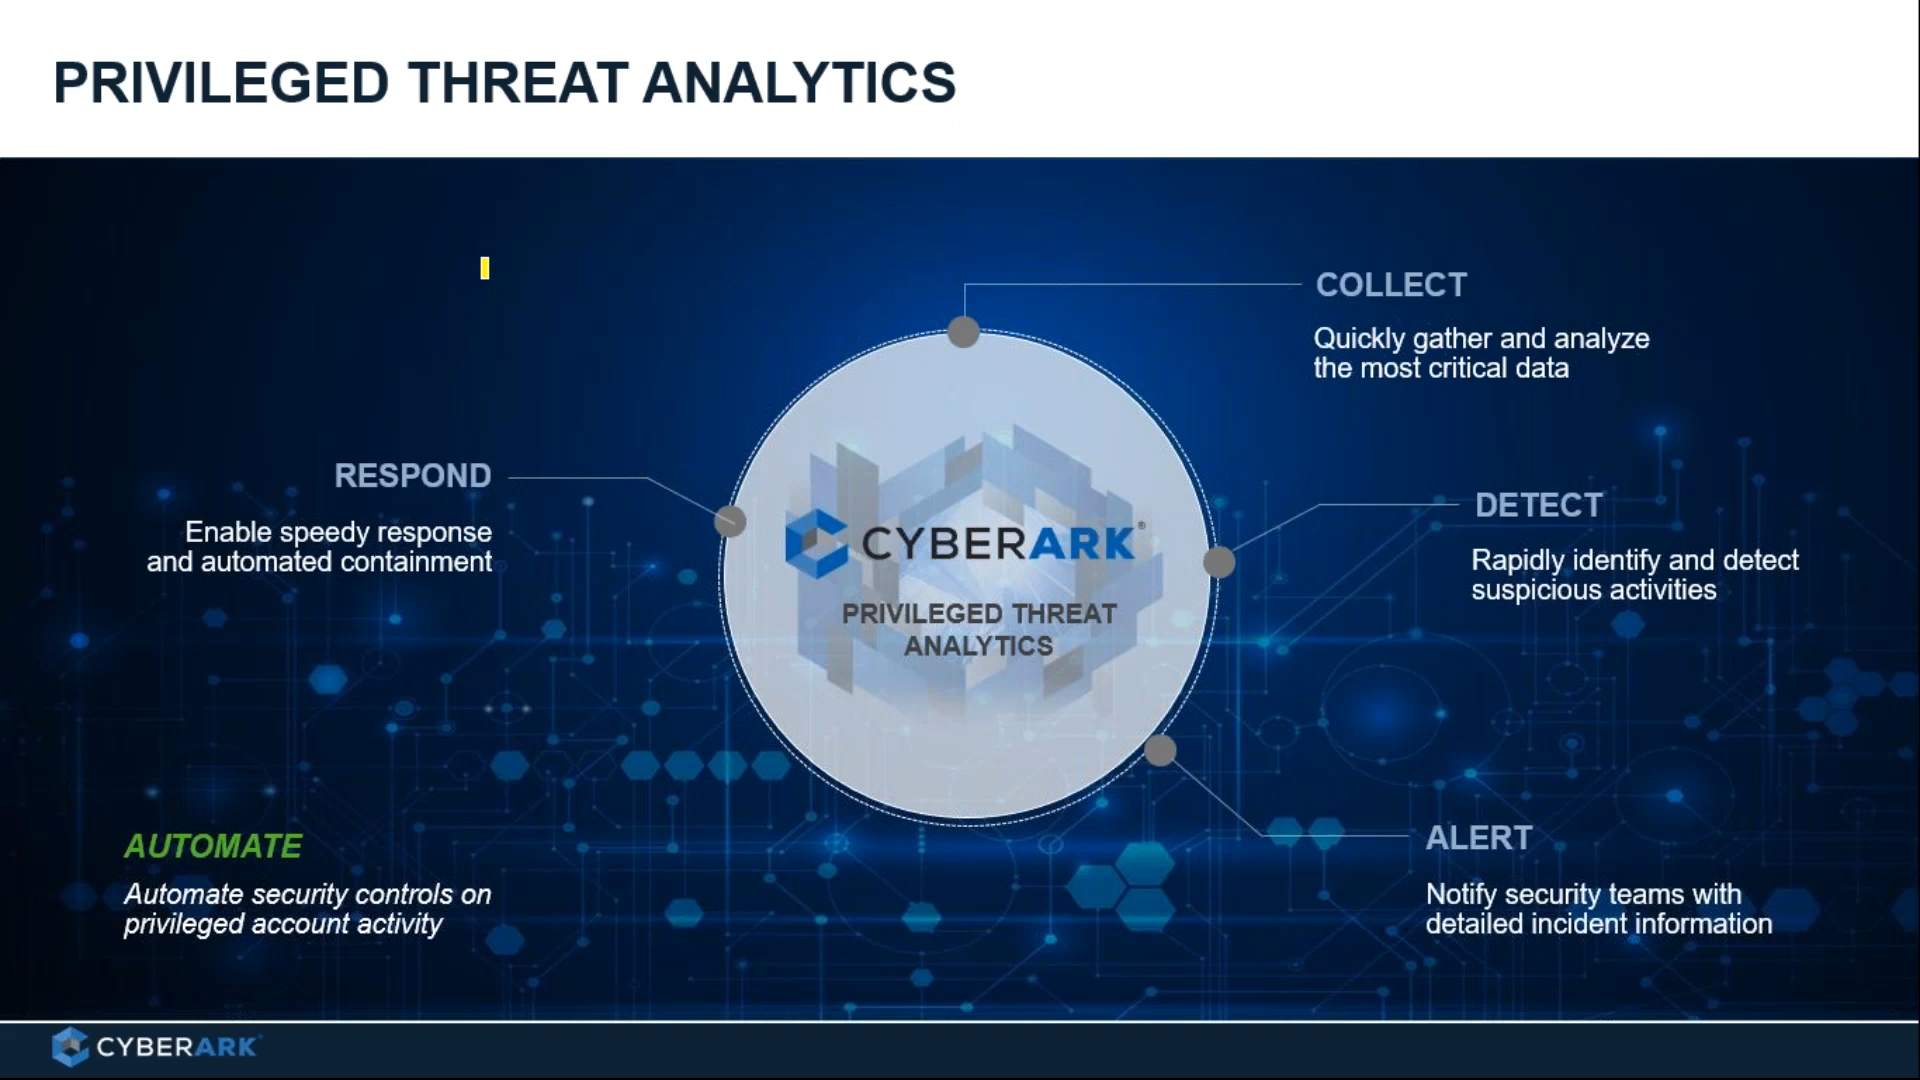 PRIVILEGED THREAT ANALYTICS
COLLECT
Quickly gather and analyze
the most critical data
RESPOND
Enable speedy response
and automated containment
DETECT
Rapidly identify and detect
suspicious activities
CYBERARK®
PRIVILEGED THREAT
ANALYTICS
AUTOMATE
Automate security controls on
privileged account activity
ALERT
Notify security teams with
detailed incident information
CYBERARK